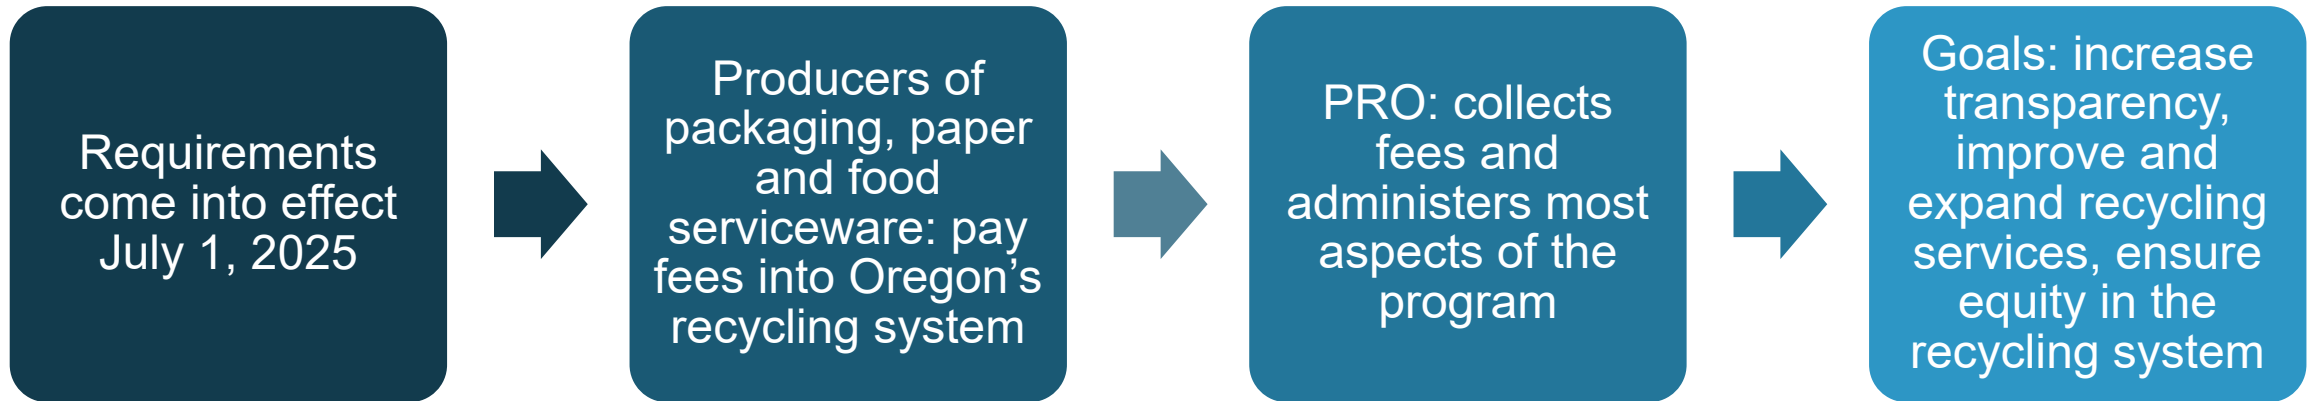 Requirements
come into effect
July 1, 2025
Producers of
packaging, paper
and food
serviceware: pay
fees into Oregon’s
recycling system
PRO: collects
fees and
administers most
aspects of the
program
Goals: increase
transparency,
improve and
expand recycling
services, ensure
equity in the
recycling system